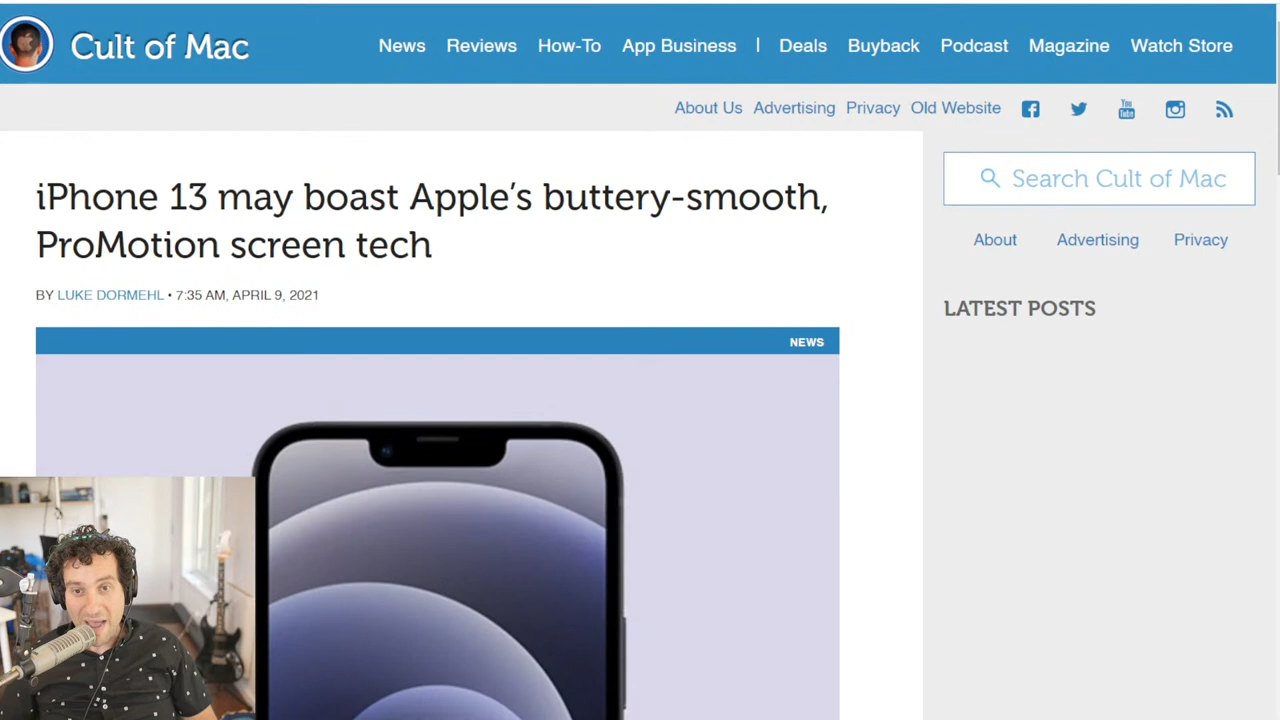 Cult of Mac
News Reviews How-To App Business | Deals Buyback Podcast Magazine Watch Store
About Us Advertising Privacy Old Website
You Tube
iPhone 13 may boast Apple’s buttery-smooth,
ProMotion screen tech
BY LUKE DORMEHL • 7:35 AM, APRIL 9, 2021
NEWS
Search Cult of Mac
About Advertising Privacy
LATEST POSTS